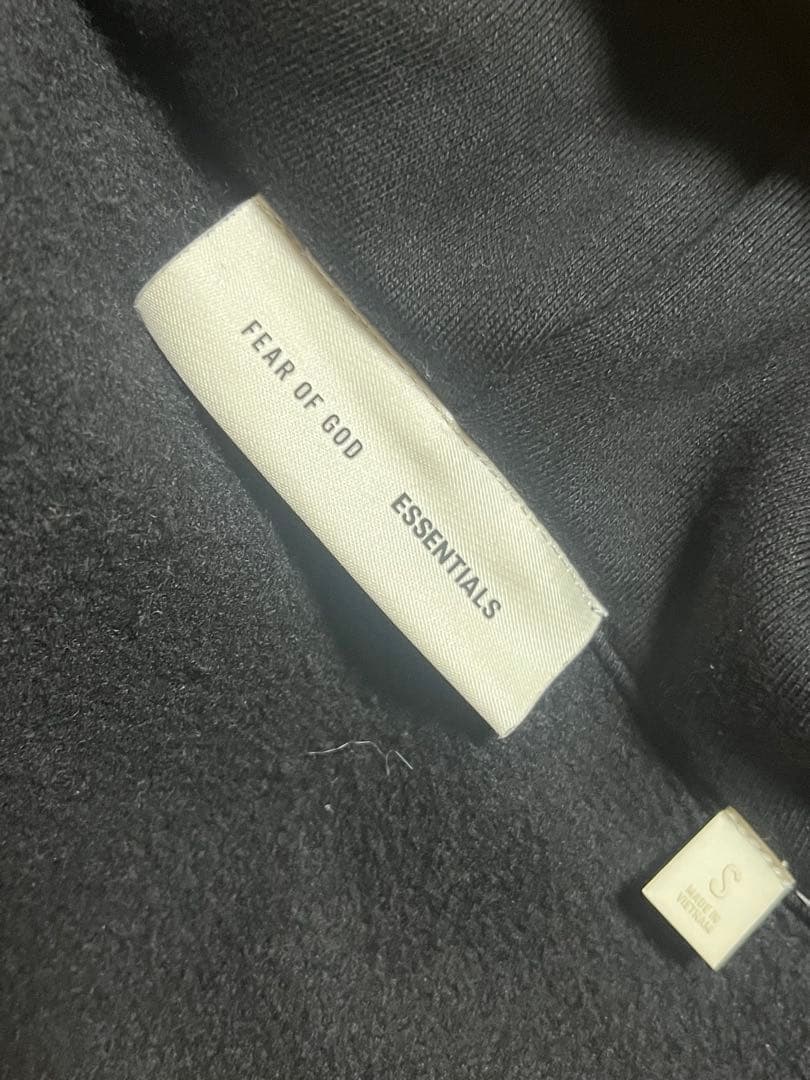 FEAR OF GOD ESSENTIALS
S
MADE IN
VIETNAM